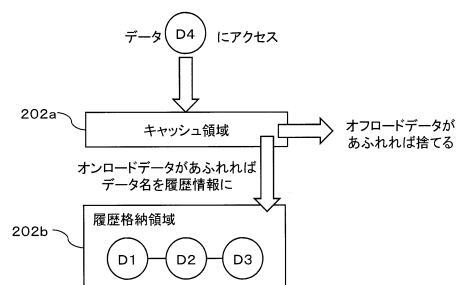 データ D4 にアクセス
202a
キャッシュ領域
オフロードデータが
あふれれば捨てる
オンロードデータがあふれれば
データ名を履歴情報に
202b
履歴格納領域
D1 D2 D3